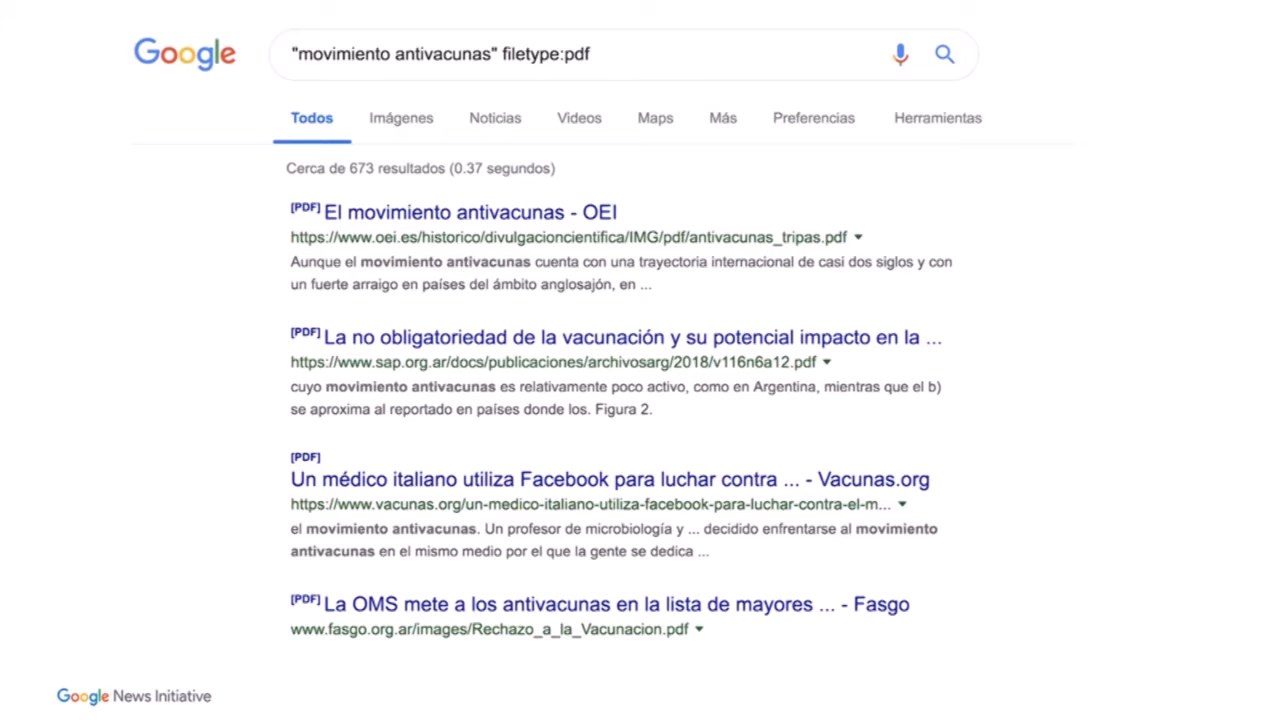 Google
"movimiento antivacunas" filetype:pdf
Todos Imágenes Noticias Videos Maps Más Preferencias Herramientas
Cerca de 673 resultados (0.37 segundos)
[PDF] El movimiento antivacunas - OEI
https://www.oei.es/historico/divulgacioncientifica/IMG/pdf/antivacunas_tripas.pdf
Aunque el movimiento antivacunas cuenta con una trayectoria internacional de casi dos siglos y con
un fuerte arraigo en países del ámbito anglosajón, en ...
[PDF] La no obligatoriedad de la vacunación y su potencial impacto en la ...
https://www.sap.org.ar/docs/publicaciones/archivosarg/2018/v116n6a12.pdf
cuyo movimiento antivacunas es relativamente poco activo, como en Argentina, mientras que el b)
se aproxima al reportado en países donde los. Figura 2.
[PDF]
Un médico italiano utiliza Facebook para luchar contra ... - Vacunas.org
https://www.vacunas.org/un-medico-italiano-utiliza-facebook-para-luchar-contra-el-m...
el movimiento antivacunas. Un profesor de microbiología y ... decidido enfrentarse al movimiento
antivacunas en el mismo medio por el que la gente se dedica ...
[PDF] La OMS mete a los antivacunas en la lista de mayores ... - Fasgo
www.fasgo.org.ar/images/Rechazo_a_la_Vacunacion.pdf
Google News Initiative